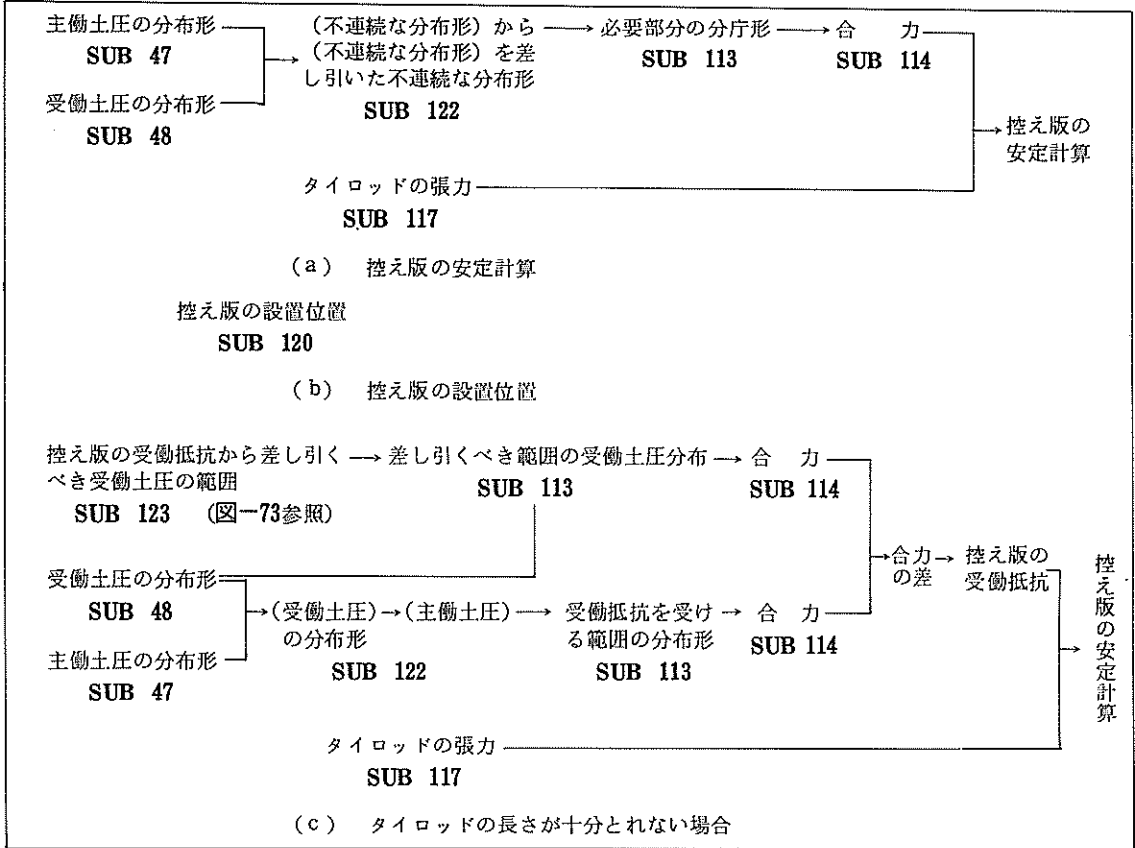 主働土圧の分布形
SUB 47
受働土圧の分布形
SUB 48
(不連続な分布形)から
(不連続な分布形)を差
し引いた不連続な分布形
SUB 122
→必要部分の分庁形
SUB 113
→合 力
SUB 114
→控え版の
安定計算
タイロッドの張力
SUB 117
(a) 控え版の安定計算
控え版の設置位置
SUB 120
(b) 控え版の設置位置
控え版の受働抵抗から差し引く
べき受働土圧の範囲
SUB 123 (図-73参照)
→差し引くべき範囲の受働土圧分布
SUB 113
→合 力
SUB 114
受働土圧の分布形
SUB 48
主働土圧の分布形
SUB 47
→(受働土圧)→(主働土圧)
の分布形
SUB 122
→受働抵抗を受け
る範囲の分布形
SUB 113
→合 力
SUB 114
→合力
の差
→控え版の
受働抵抗
→控え版の安定計算
タイロッドの張力
SUB 117
(c) タイロッドの長さが十分とれない場合